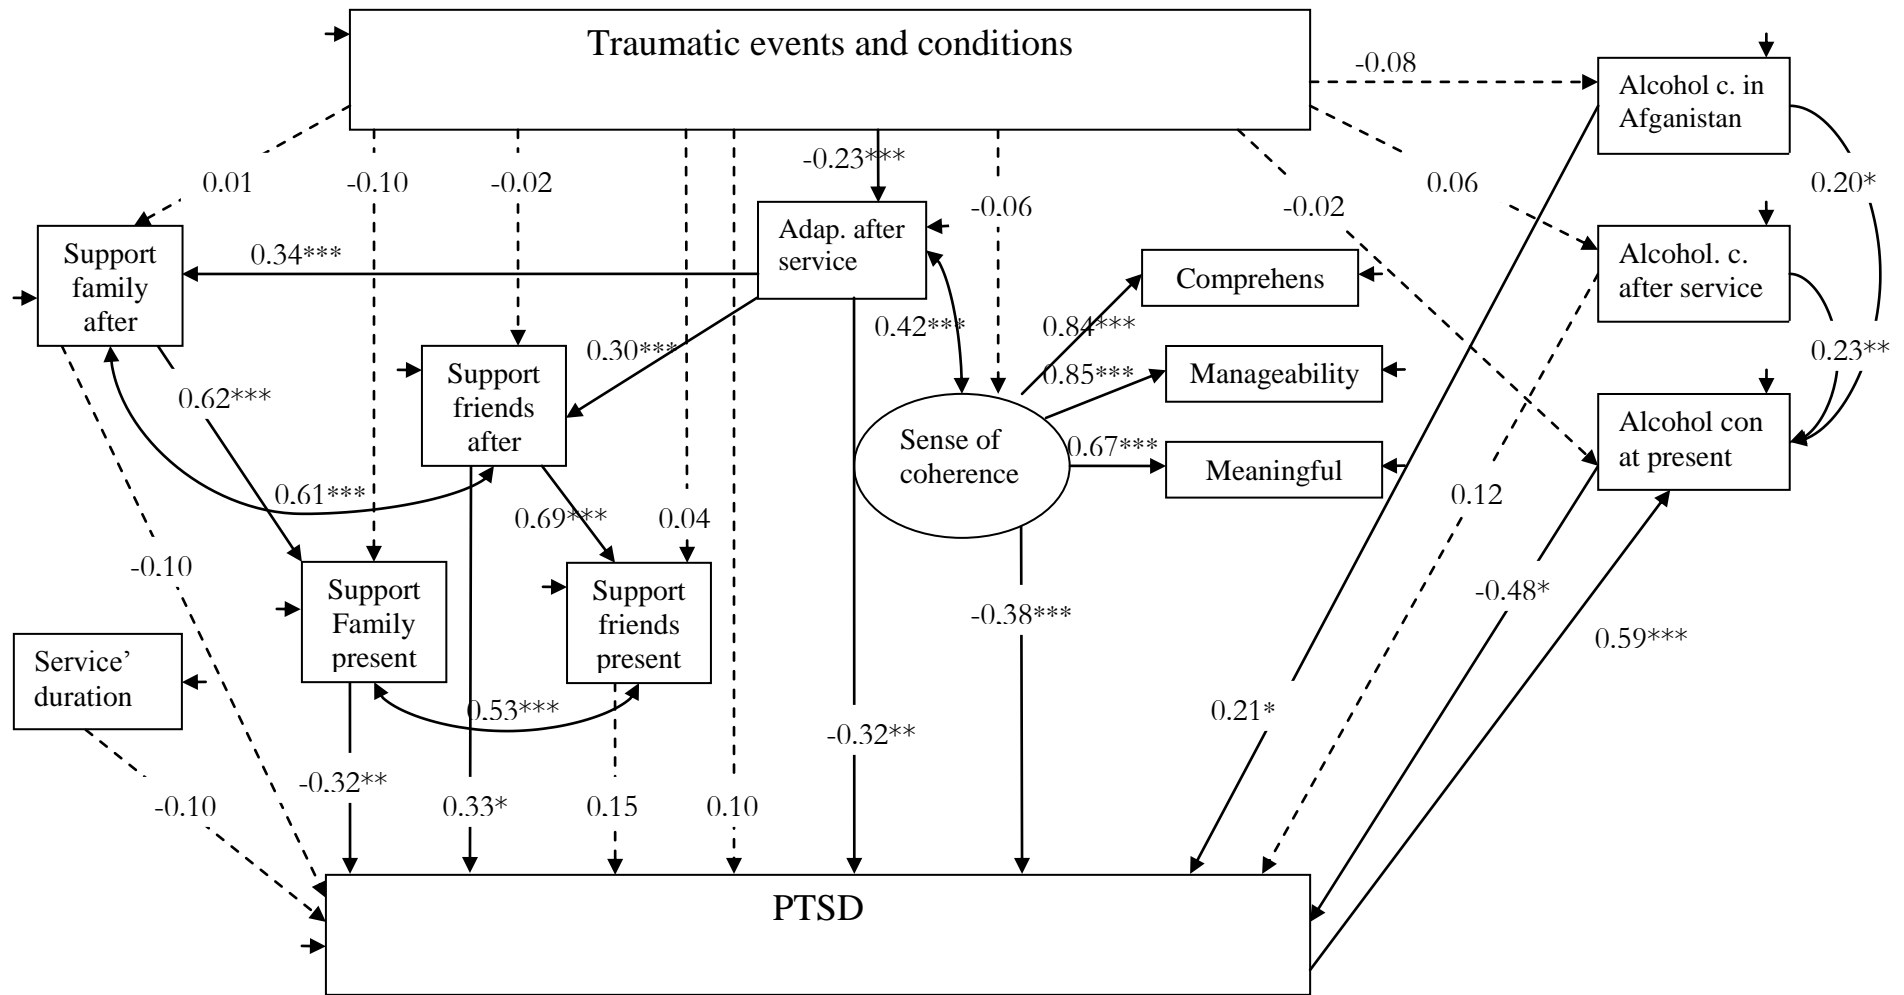 Traumatic events and conditions
-0.08
Alcohol c. in
Afganistan
-0.23***
0.01
-0.10
-0.02
-0.06
-0.02
0.06
0.20*
Adap. after
service
Support
family
after
0.34***
Comprehens
Alcohol. c.
after service
0.42***
0.84***
0.30***
0.85***
0.23**
Support
friends
after
Manageability
0.62***
Sense of
coherence
0.67***
Meaningful
Alcohol con
at present
0.61***
0.69***
0.04
0.12
-0.10
Support
Family
present
Support
friends
present
-0.38***
-0.48*
0.59***
Service’
duration
0.53***
0.21*
-0.32**
-0.32**
-0.10
0.33*
0.15
0.10
PTSD